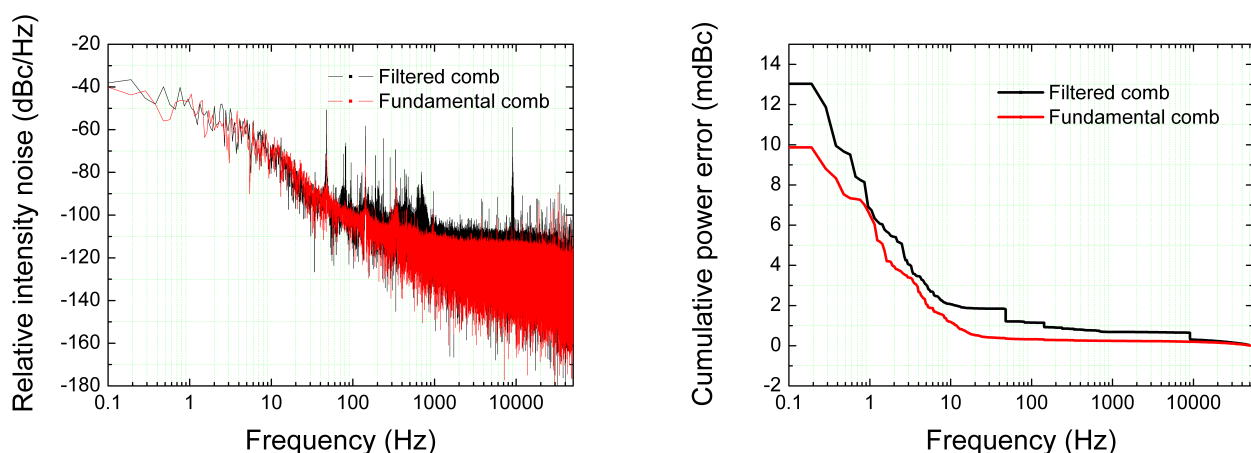 Relative intensity noise (dBc/Hz)
-20
-40
-60
-80
-100
-120
-140
-160
-180
Filtered comb
Fundamental comb
0.1 1 10 100 1000 10000
Frequency (Hz)
Cumulative power error (mdBc)
14
12
10
8
6
4
2
0
-2
Filtered comb
Fundamental comb
0.1 1 10 100 1000 10000
Frequency (Hz)